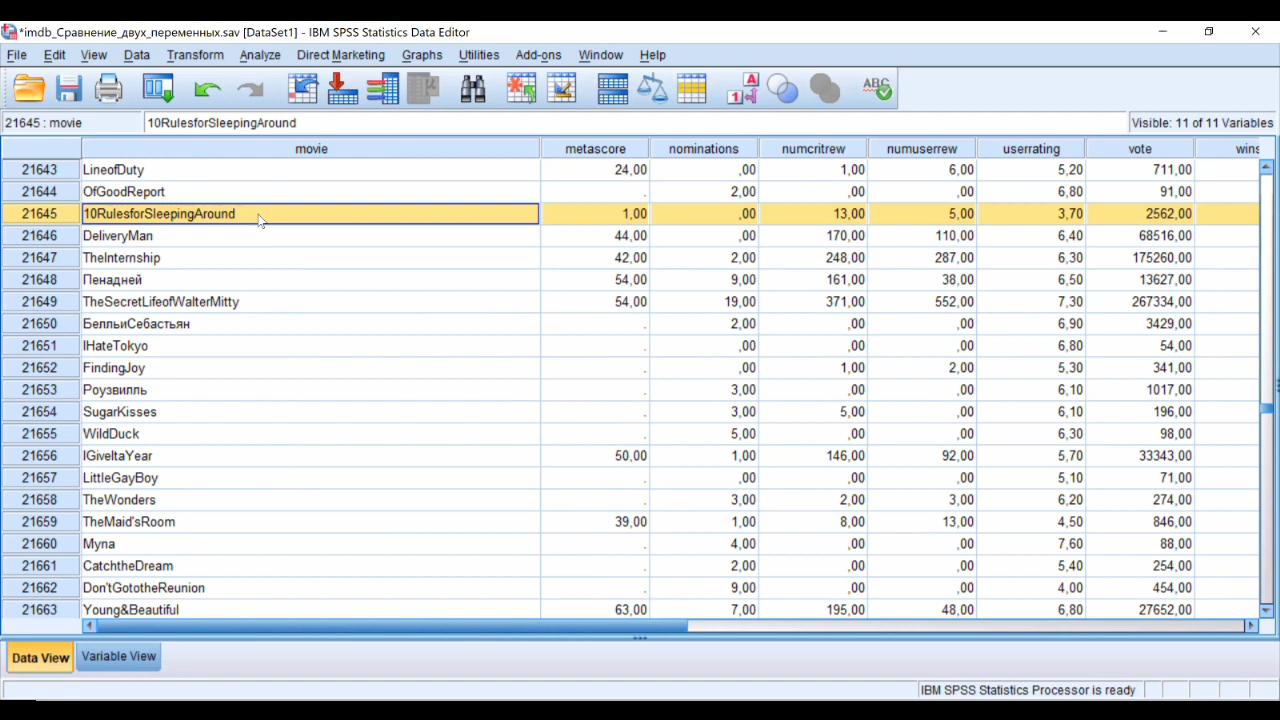 *imdb_Сравнение_двух_переменных.sav [DataSet1] - IBM SPSS Statistics Data Editor
File Edit View Data Transform Analyze Direct Marketing Graphs Utilities Add-ons Window Help
21645 : movie 10RulesforSleepingAround Visible: 11 of 11 Variables
movie metascore nominations numcritrew numuserrew userrating vote wins
21643 LineofDuty 24,00 ,00 1,00 6,00 5,20 711,00
21644 OfGoodReport . 2,00 ,00 ,00 6,80 91,00
21645 10RulesforSleepingAround 1,00 ,00 13,00 5,00 3,70 2562,00
21646 DeliveryMan 44,00 ,00 170,00 110,00 6,40 68516,00
21647 TheInternship 42,00 2,00 248,00 287,00 6,30 175260,00
21648 Пенадней 54,00 9,00 161,00 38,00 6,50 13627,00
21649 TheSecretLifeofWalterMitty 54,00 19,00 371,00 552,00 7,30 267334,00
21650 БелльиСебастьян . 2,00 ,00 ,00 6,90 3429,00
21651 IHateTokyo . ,00 ,00 ,00 6,80 54,00
21652 FindingJoy . ,00 1,00 2,00 5,30 341,00
21653 Роузвилль . 3,00 ,00 ,00 6,10 1017,00
21654 SugarKisses . 3,00 5,00 ,00 6,10 196,00
21655 WildDuck . 5,00 ,00 ,00 6,30 98,00
21656 IGiveItaYear 50,00 1,00 146,00 92,00 5,70 33343,00
21657 LittleGayBoy . ,00 ,00 ,00 5,10 71,00
21658 TheWonders . 3,00 2,00 3,00 6,20 274,00
21659 TheMaid'sRoom 39,00 1,00 8,00 13,00 4,50 846,00
21660 Myna . 4,00 ,00 ,00 7,60 88,00
21661 CatchtheDream . 2,00 ,00 ,00 5,40 254,00
21662 Don'tGototheReunion . 9,00 ,00 ,00 4,00 454,00
21663 Young&Beautiful 63,00 7,00 195,00 48,00 6,80 27652,00
Data View Variable View
IBM SPSS Statistics Processor is ready